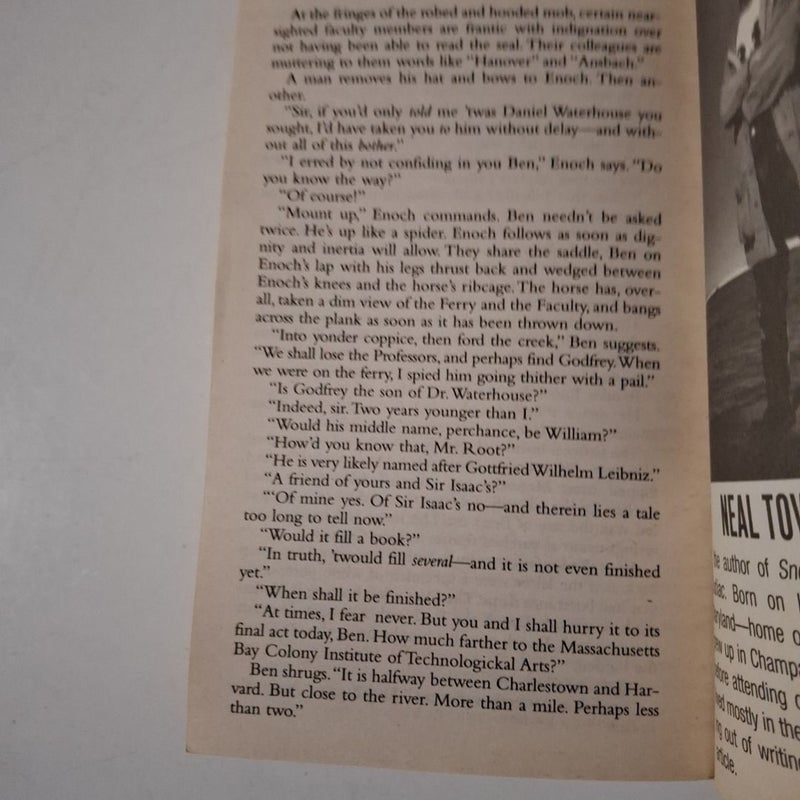 At the fringes of the robed and hooded mob, certain near-
sighted faculty members are frantic with indignation over
not having been able to read the seal. Their colleagues are
muttering to them words like "Hanover" and "Ansbach."
A man removes his hat and bows to Enoch. Then an-
other.
"Sir, if you'd only told me 'twas Daniel Waterhouse you
sought, I'd have taken you to him without delay—and with-
out all of this bother."
"I erred by not confiding in you Ben," Enoch says. "Do
you know the way?"
"Of course!"
"Mount up," Enoch commands. Ben needn't be asked
twice. He's up like a spider. Enoch follows as soon as dig-
nity and inertia will allow. They share the saddle, Ben on
Enoch's lap with his legs thrust back and wedged between
Enoch's knees and the horse's ribcage. The horse has, over-
all, taken a dim view of the Ferry and the Faculty, and bangs
across the plank as soon as it has been thrown down.
"Into yonder coppice, then ford the creek," Ben suggests.
"We shall lose the Professors, and perhaps find Godfrey. When
we were on the ferry, I spied him going thither with a pail."
"Is Godfrey the son of Dr. Waterhouse?"
"Indeed, sir. Two years younger than I."
"Would his middle name, perchance, be William?"
"How'd you know that, Mr. Root?"
"He is very likely named after Gottfried Wilhelm Leibniz."
"A friend of yours and Sir Isaac's?"
"'Of mine yes. Of Sir Isaac's no—and therein lies a tale
too long to tell now."
"Would it fill a book?"
"In truth, 'twould fill several—and it is not even finished
yet."
"When shall it be finished?"
"At times, I fear never. But you and I shall hurry it to its
final act today, Ben. How much farther to the Massachusetts
Bay Colony Institute of Technologickal Arts?"
Ben shrugs. "It is halfway between Charlestown and Har-
vard. But close to the river. More than a mile. Perhaps less
than two."
NEAL
author of
Born on
home
up in
attending
mostly in the
out of writing
article.